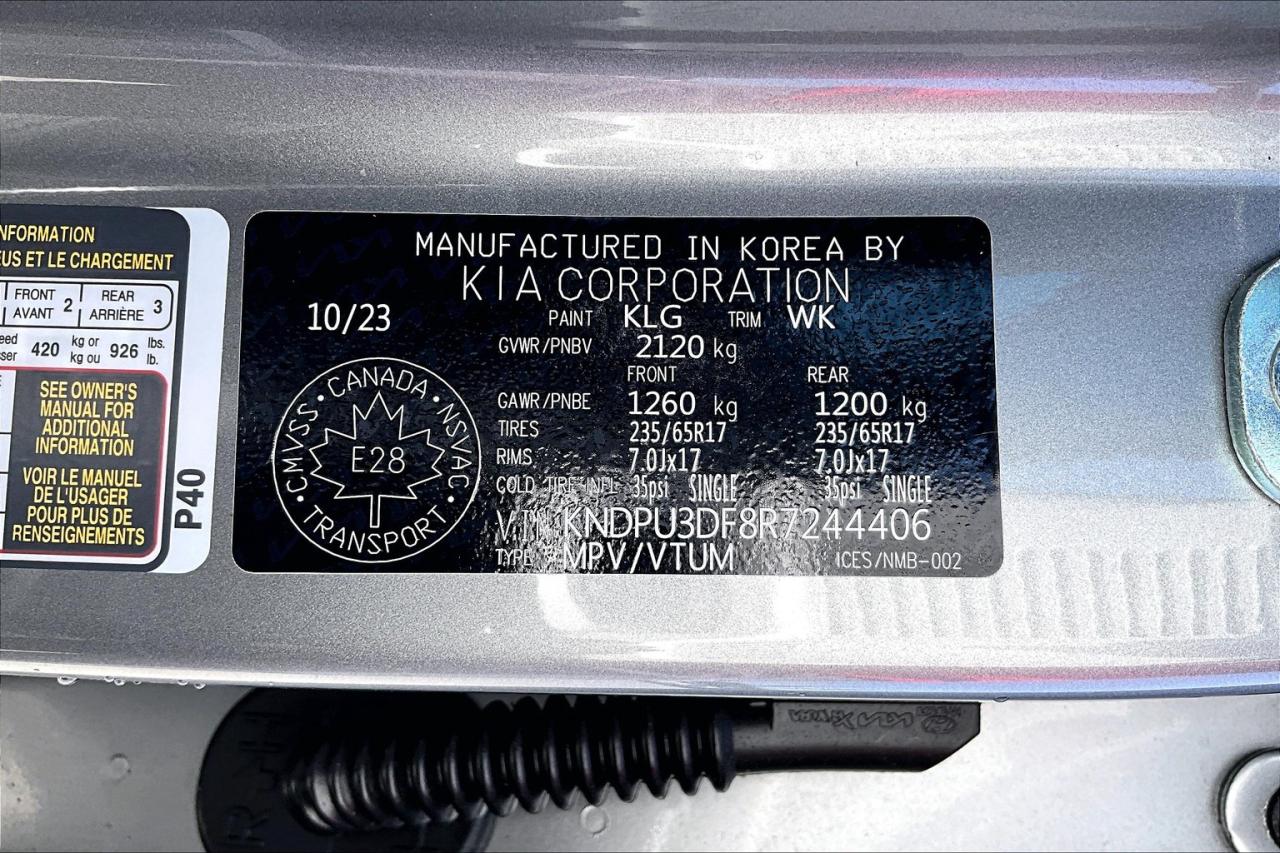 NFORMATION
EUS ET LE CHARGEMENT
FRONT
AVANT 2
REAR
ARRIÈRE 3
420 kg or
kg ou 926 lbs.
lb.
SEE OWNER'S
MANUAL FOR
ADDITIONAL
INFORMATION
VOIR LE MANUEL
DE L'USAGER
POUR PLUS DE
RENSEIGNEMENTS
P40
MANUFACTURED IN KOREA BY
KIA CORPORATION
10/23
PAINT KLG TRIM WK
GVWR/PNBV 2120 kg
FRONT REAR
GAWR/PNBE 1260 kg 1200 kg
TIRES 235/65R17 235/65R17
RIMS 7.0Jx17 7.0Jx17
COLD TIRE INFL 35psi SINGLE 35psi SINGLE
VIN KNDPU3DF8R7244406
TYPE MPV/VTUM ICES/NMB-002
CMVSS • CANADA • NSVAC • TRANSPORT •
E28